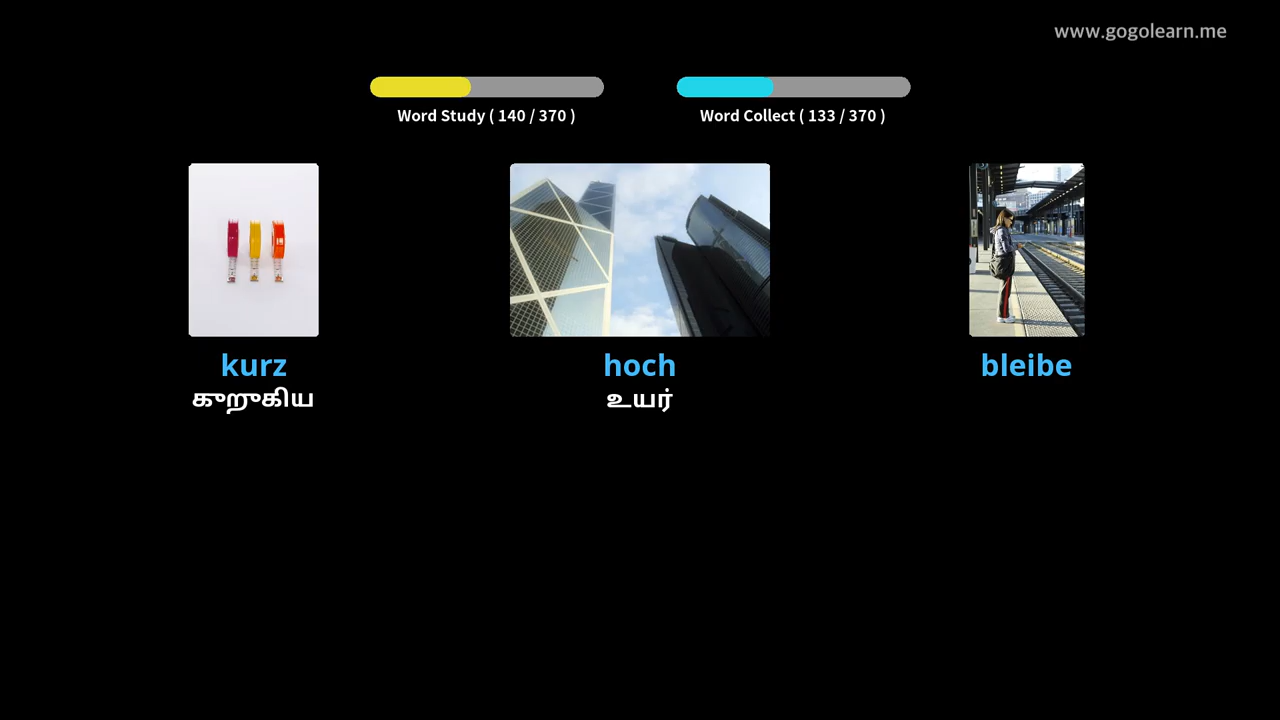 www.gogolearn.me
Word Study ( 140 / 370 )
Word Collect ( 133 / 370 )
kurz
hoch
bleibe
குறுகிய
உயர்